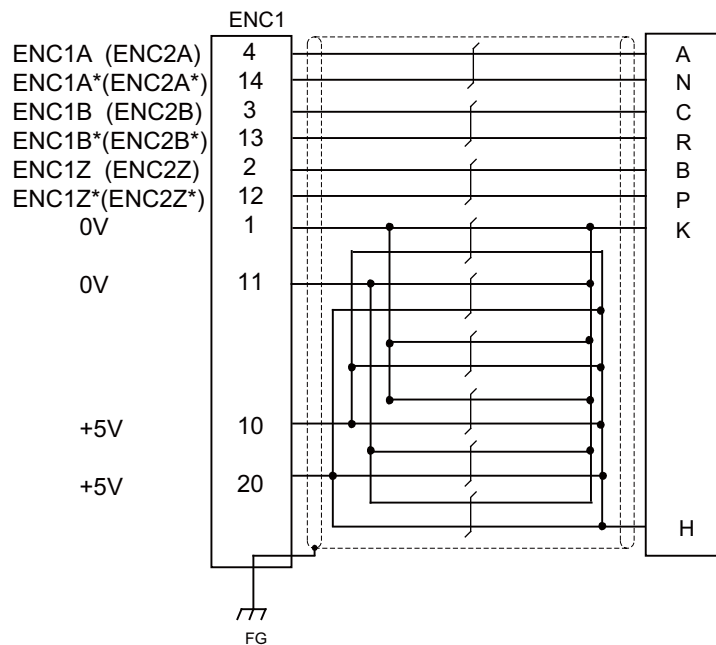 ENC1
ENC1A (ENC2A) 4 A
ENC1A*(ENC2A*) 14 N
ENC1B (ENC2B) 3 C
ENC1B*(ENC2B*) 13 R
ENC1Z (ENC2Z) 2 B
ENC1Z*(ENC2Z*) 12 P
0V 1 K
0V 11
+5V 10
+5V 20
H
FG